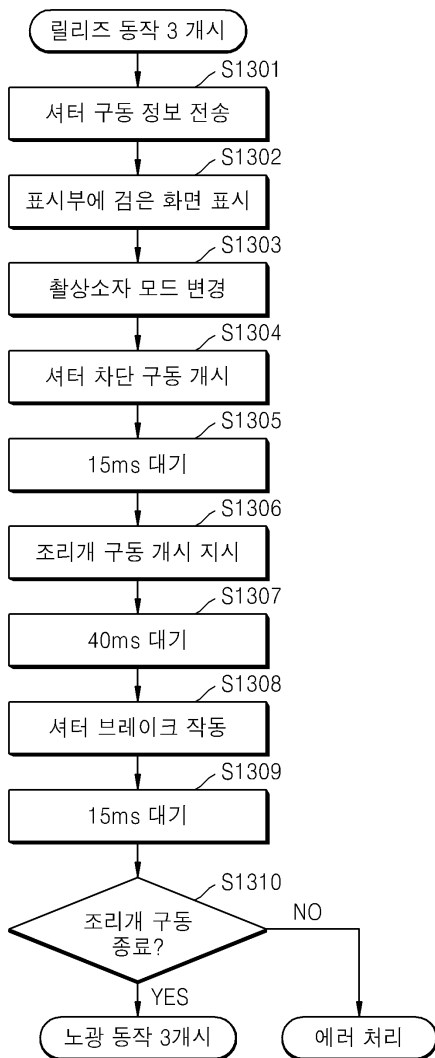 릴리즈 동작 3 개시
S1301
셔터 구동 정보 전송
S1302
표시부에 검은 화면 표시
S1303
촬상소자 모드 변경
S1304
셔터 차단 구동 개시
S1305
15ms 대기
S1306
조리개 구동 개시 지시
S1307
40ms 대기
S1308
셔터 브레이크 작동
S1309
15ms 대기
S1310
조리개 구동
종료?
NO
YES
노광 동작 3개시
에러 처리